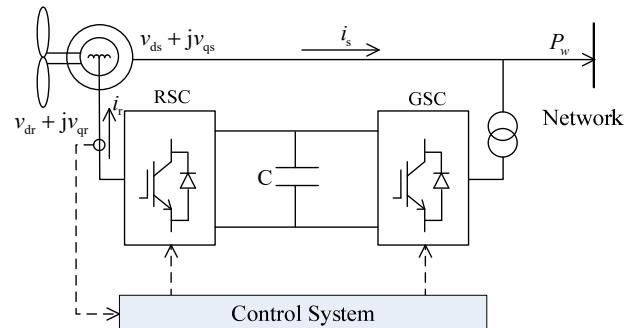 v_ds + jv_qs
i_s
P_w
v_dr + jv_qr
i_r
RSC
GSC
Network
C
Control System